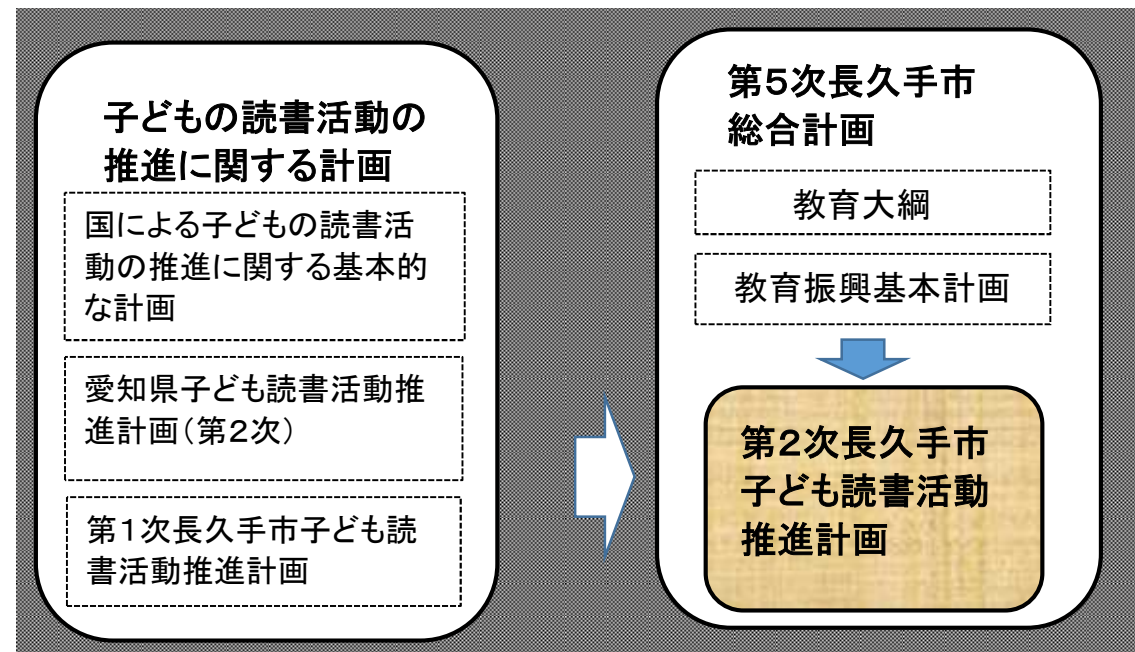 子どもの読書活動の
推進に関する計画
国による子どもの読書活
動の推進に関する基本的
な計画
愛知県子ども読書活動推
進計画(第2次)
第1次長久手市子ども読
書活動推進計画
第5次長久手市
総合計画
教育大綱
教育振興基本計画
第2次長久手市
子ども読書活動
推進計画